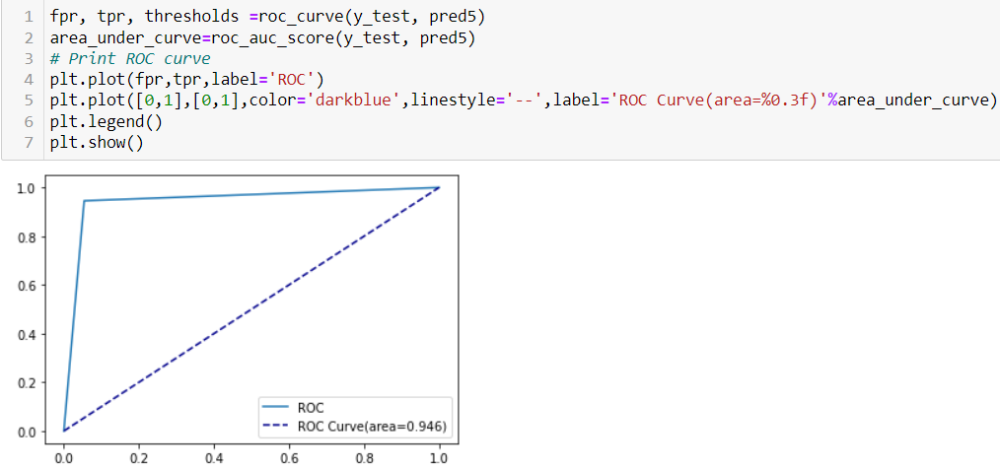 1 fpr, tpr, thresholds =roc_curve(y_test, pred5)
2 area_under_curve=roc_auc_score(y_test, pred5)
3 # Print ROC curve
4 plt.plot(fpr,tpr,label='ROC')
5 plt.plot([0,1],[0,1],color='darkblue',linestyle='--',label='ROC Curve(area=%0.3f)'%area_under_curve)
6 plt.legend()
7 plt.show()
1.0
0.8
0.6
0.4
0.2
0.0
ROC
ROC Curve(area=0.946)
0.0 0.2 0.4 0.6 0.8 1.0